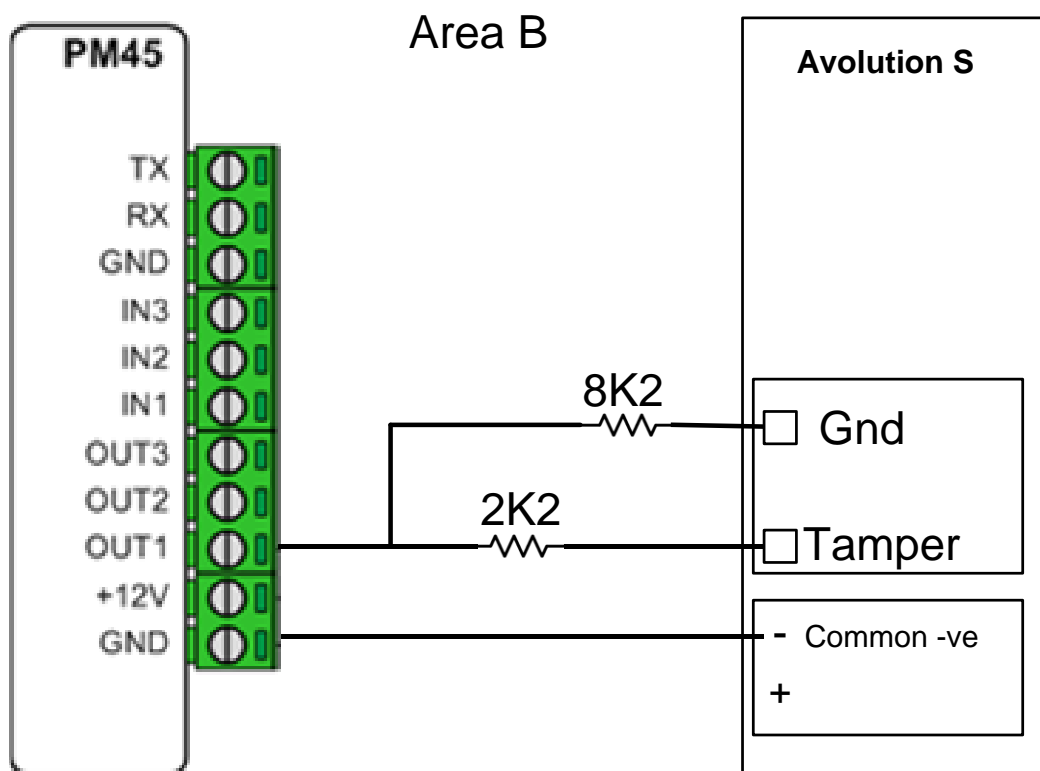 Area B
PM45
TX
RX
GND
IN3
IN2
IN1
OUT3
OUT2
OUT1
+12V
GND
8K2
2K2
Avolution S
Gnd
Tamper
- Common -ve
+